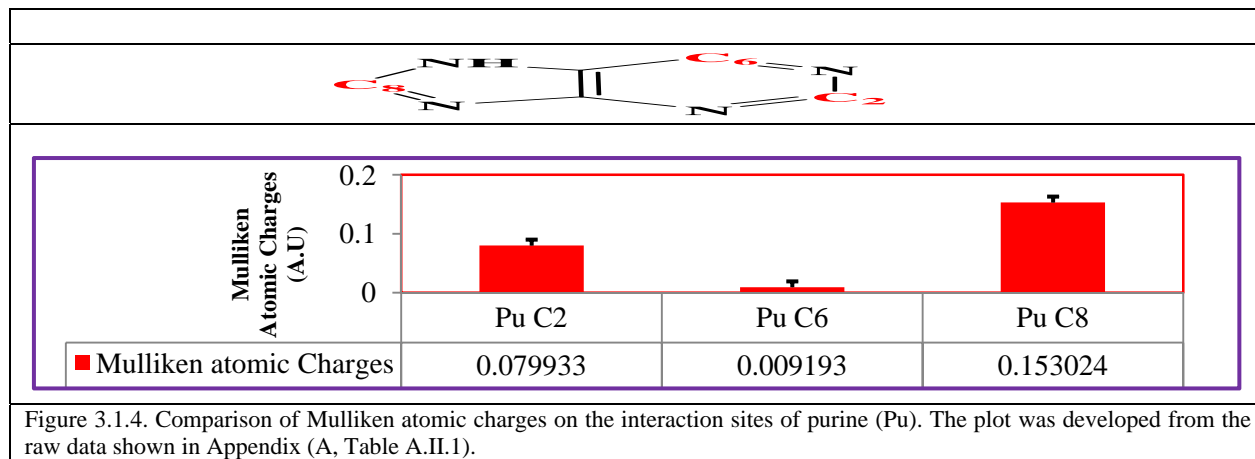 NH C6 N
C8 N N C2
Mulliken
Atomic Charges
(A.U)
0.2
0.1
0
Pu C2 Pu C6 Pu C8
Mulliken atomic Charges 0.079933 0.009193 0.153024
Figure 3.1.4. Comparison of Mulliken atomic charges on the interaction sites of purine (Pu). The plot was developed from the
raw data shown in Appendix (A, Table A.II.1).